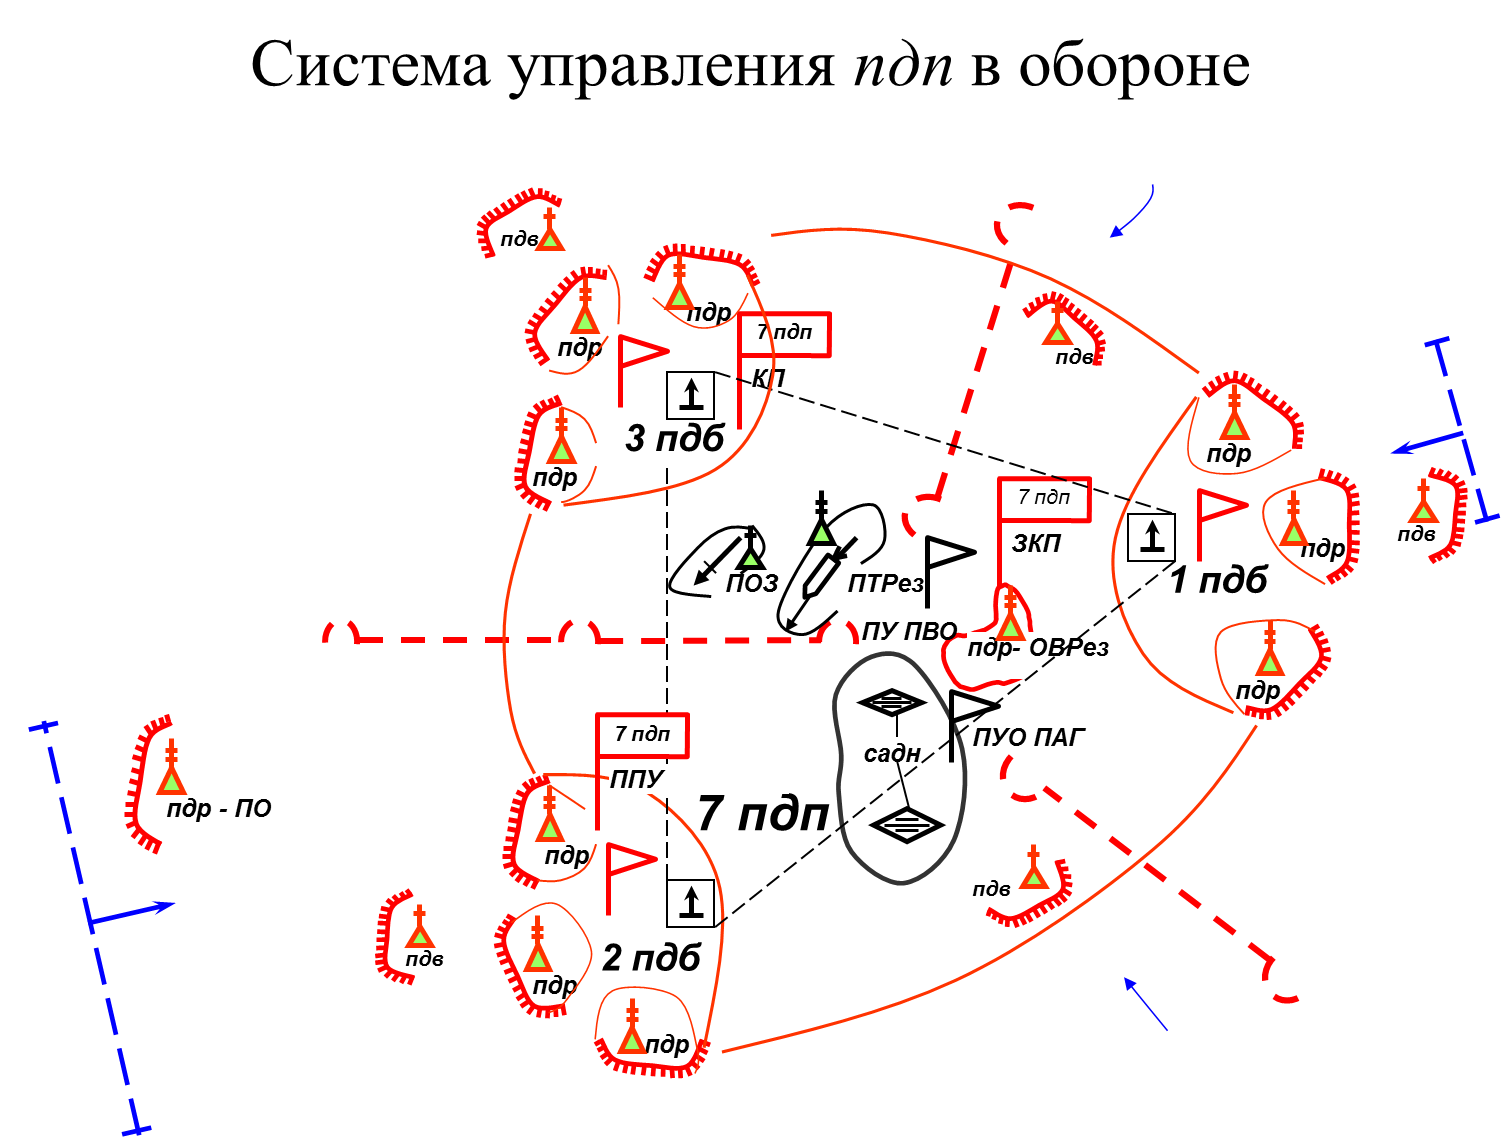 Система управления пдп в обороне
пдв
пдр
7 пдп
пдр
пдв
КП
3 пдб
пдр
пдр
7 пдп
пдв
ЗКП
пдр
ПОЗ
ПТРез
1 пдб
ПУ ПВО
пдр- ОВРез
пдр
7 пдп
ПУО ПАГ
садн
ППУ
пдр - ПО
7 пдп
пдр
пдв
пдв
2 пдб
пдр
пдр